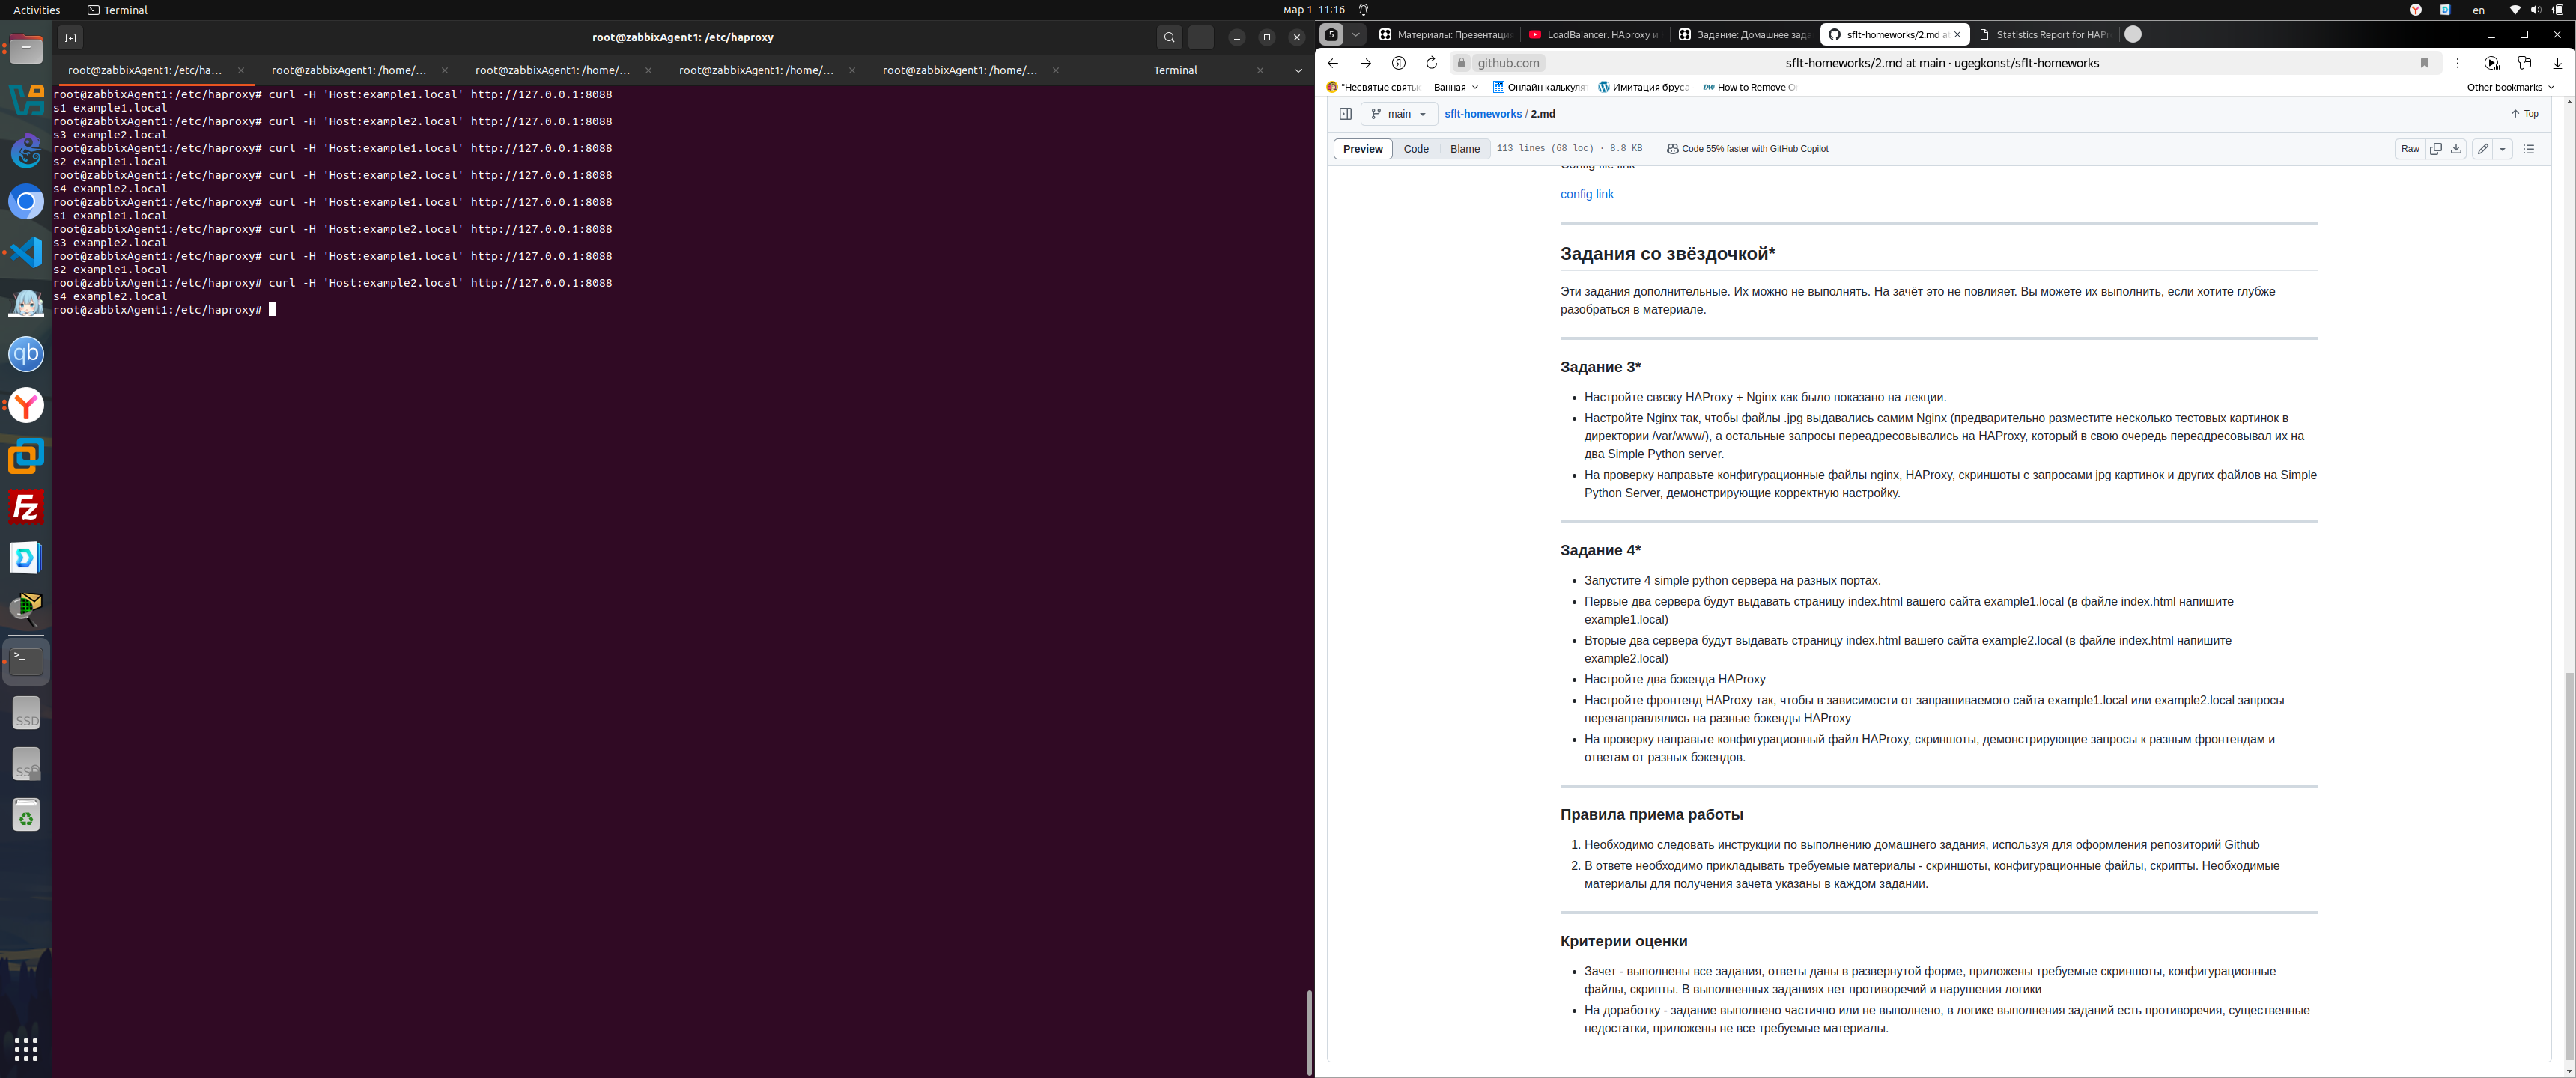 Activities
Terminal
мар 1 11:16
en
root@zabbixAgent1: /etc/haproxy
root@zabbixAgent1: /etc/ha...
root@zabbixAgent1: /home/...
root@zabbixAgent1: /home/...
root@zabbixAgent1: /home/...
root@zabbixAgent1: /home/...
Terminal
root@zabbixAgent1:/etc/haproxy# curl -H 'Host:example1.local' http://127.0.0.1:8088
s1 example1.local
root@zabbixAgent1:/etc/haproxy# curl -H 'Host:example2.local' http://127.0.0.1:8088
s3 example2.local
root@zabbixAgent1:/etc/haproxy# curl -H 'Host:example1.local' http://127.0.0.1:8088
s2 example1.local
root@zabbixAgent1:/etc/haproxy# curl -H 'Host:example2.local' http://127.0.0.1:8088
s4 example2.local
root@zabbixAgent1:/etc/haproxy# curl -H 'Host:example1.local' http://127.0.0.1:8088
s1 example1.local
root@zabbixAgent1:/etc/haproxy# curl -H 'Host:example2.local' http://127.0.0.1:8088
s3 example2.local
root@zabbixAgent1:/etc/haproxy# curl -H 'Host:example1.local' http://127.0.0.1:8088
s2 example1.local
root@zabbixAgent1:/etc/haproxy# curl -H 'Host:example2.local' http://127.0.0.1:8088
s4 example2.local
root@zabbixAgent1:/etc/haproxy#
5
Материалы: Презентаци
LoadBalancer. HAproxy и
Задание: Домашнее зад
sflt-homeworks/2.md at
Statistics Report for HAP
github.com
sflt-homeworks/2.md at main · ugegkonst/sflt-homeworks
"Несвятые святы
Ванная
Онлайн калькуля
Имитация бруса
How to Remove O
Other bookmarks
main
sflt-homeworks / 2.md
Top
Preview
Code
Blame
113 lines (68 loc) · 8.8 KB
Code 55% faster with GitHub Copilot
Raw
Config file link
config link
Задания со звёздочкой*
Эти задания дополнительные. Их можно не выполнять. На зачёт это не повлияет. Вы можете их выполнить, если хотите глубже
разобраться в материале.
Задание 3*
• Настройте связку HAProxy + Nginx как было показано на лекции.
• Настройте Nginx так, чтобы файлы .jpg выдавались самим Nginx (предварительно разместите несколько тестовых картинок в
директории /var/www/), а остальные запросы переадресовывались на HAProxy, который в свою очередь переадресовывал их на
два Simple Python server.
• На проверку направьте конфигурационные файлы nginx, HAProxy, скриншоты с запросами jpg картинок и других файлов на Simple
Python Server, демонстрирующие корректную настройку.
Задание 4*
• Запустите 4 simple python сервера на разных портах.
• Первые два сервера будут выдавать страницу index.html вашего сайта example1.local (в файле index.html напишите
example1.local)
• Вторые два сервера будут выдавать страницу index.html вашего сайта example2.local (в файле index.html напишите
example2.local)
• Настройте два бэкенда HAProxy
• Настройте фронтенд HAProxy так, чтобы в зависимости от запрашиваемого сайта example1.local или example2.local запросы
перенаправлялись на разные бэкенды HAProxy
• На проверку направьте конфигурационный файл HAProxy, скриншоты, демонстрирующие запросы к разным фронтендам и
ответам от разных бэкендов.
Правила приема работы
1. Необходимо следовать инструкции по выполнению домашнего задания, используя для оформления репозиторий Github
2. В ответе необходимо прикладывать требуемые материалы - скриншоты, конфигурационные файлы, скрипты. Необходимые
материалы для получения зачета указаны в каждом задании.
Критерии оценки
• Зачет - выполнены все задания, ответы даны в развернутой форме, приложены требуемые скриншоты, конфигурационные
файлы, скрипты. В выполненных заданиях нет противоречий и нарушения логики
• На доработку - задание выполнено частично или не выполнено, в логике выполнения заданий есть противоречия, существенные
недостатки, приложены не все требуемые материалы.
qb
Fz
SSD